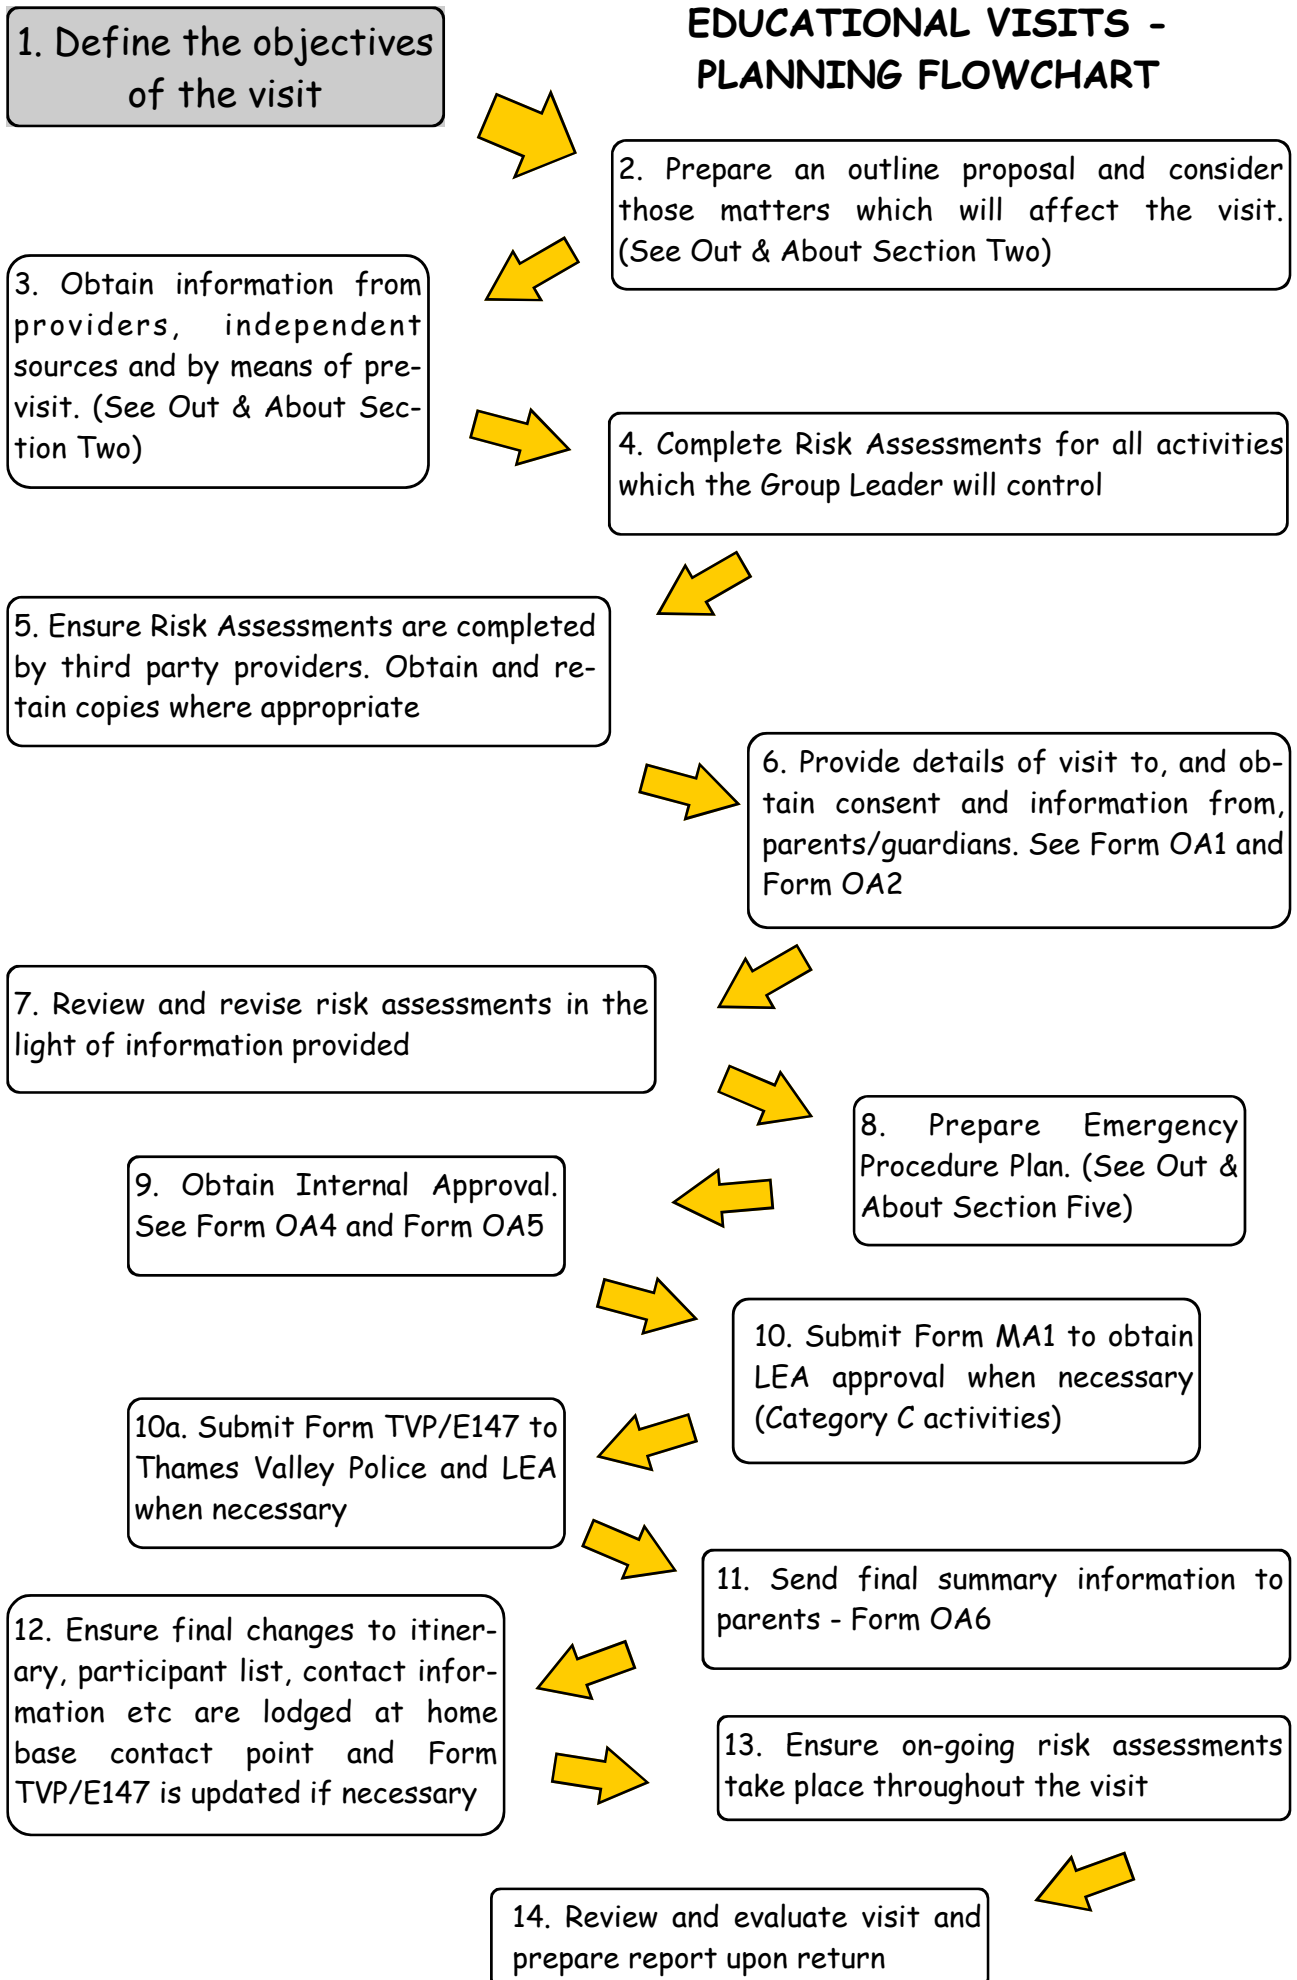 EDUCATIONAL VISITS -
PLANNING FLOWCHART
1. Define the objectives
of the visit
2. Prepare an outline proposal and consider
those matters which will affect the visit.
(See Out & About Section Two)
3. Obtain information from
providers, independent
sources and by means of pre-
visit. (See Out & About Sec-
tion Two)
4. Complete Risk Assessments for all activities
which the Group Leader will control
5. Ensure Risk Assessments are completed
by third party providers. Obtain and re-
tain copies where appropriate
6. Provide details of visit to, and ob-
tain consent and information from,
parents/guardians. See Form OA1 and
Form OA2
7. Review and revise risk assessments in the
light of information provided
8. Prepare Emergency
Procedure Plan. (See Out &
About Section Five)
9. Obtain Internal Approval.
See Form OA4 and Form OA5
10. Submit Form MA1 to obtain
LEA approval when necessary
(Category C activities)
10a. Submit Form TVP/E147 to
Thames Valley Police and LEA
when necessary
11. Send final summary information to
parents - Form OA6
12. Ensure final changes to itiner-
ary, participant list, contact infor-
mation etc are lodged at home
base contact point and Form
TVP/E147 is updated if necessary
13. Ensure on-going risk assessments
take place throughout the visit
14. Review and evaluate visit and
prepare report upon return